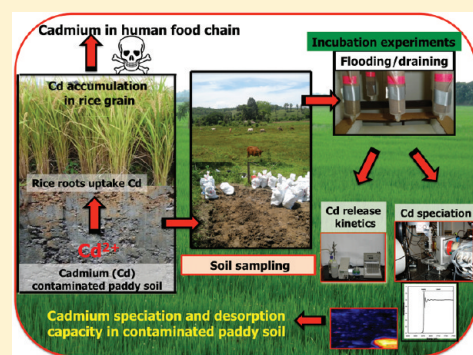 Cadmium in human food chain
Cd accumulation
in rice grain
Rice roots uptake Cd
Cd2+
Cadmium (Cd)
contaminated paddy soil
Soil sampling
Incubation experiments
Flooding/draining
Cd release
kinetics
Cd speciation
Cadmium speciation and desorption
capacity in contaminated paddy soil